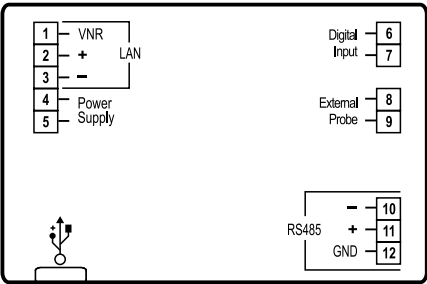 1 VNR
2 + LAN
3 −
4 Power
5 Supply
Digital 6
Input 7
External 8
Probe 9
− 10
RS485 + 11
GND 12